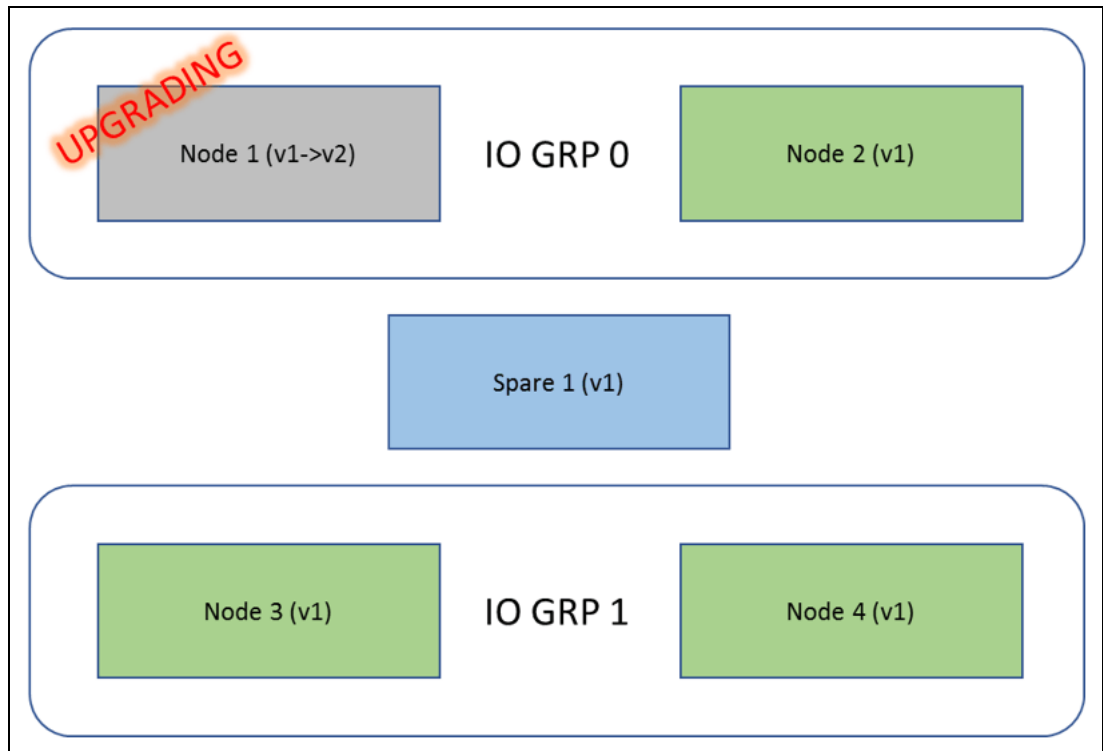 UPGRADING
Node 1 (v1->v2)
IO GRP 0
Node 2 (v1)
Spare 1 (v1)
Node 3 (v1)
IO GRP 1
Node 4 (v1)